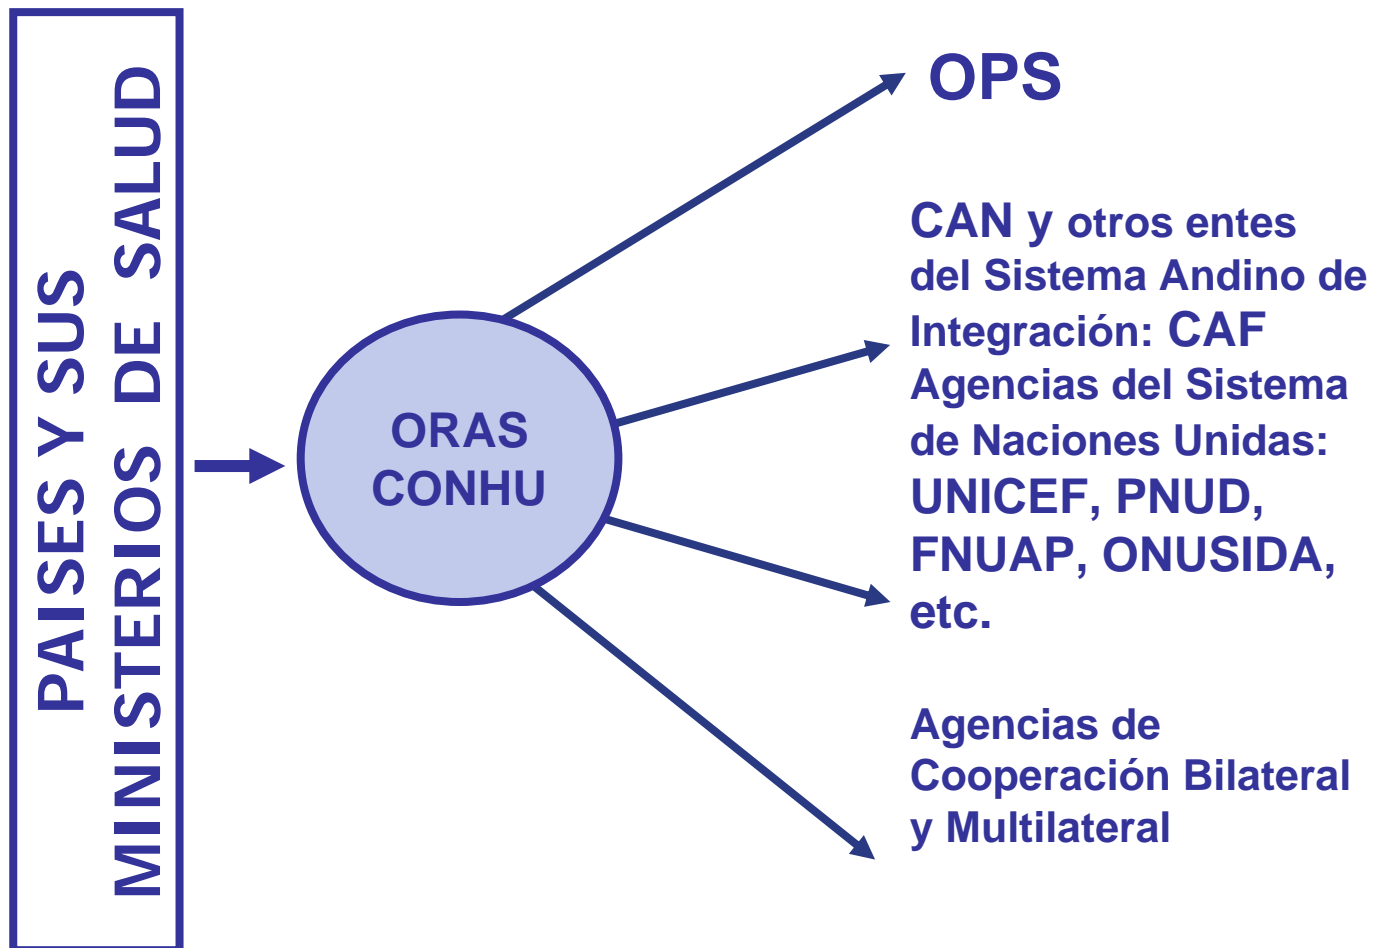 PAISES Y SUS
MINISTERIOS DE SALUD
ORAS
CONHU
OPS
CAN y otros entes
del Sistema Andino de
Integración: CAF
Agencias del Sistema
de Naciones Unidas:
UNICEF, PNUD,
FNUAP, ONUSIDA,
etc.
Agencias de
Cooperación Bilateral
y Multilateral